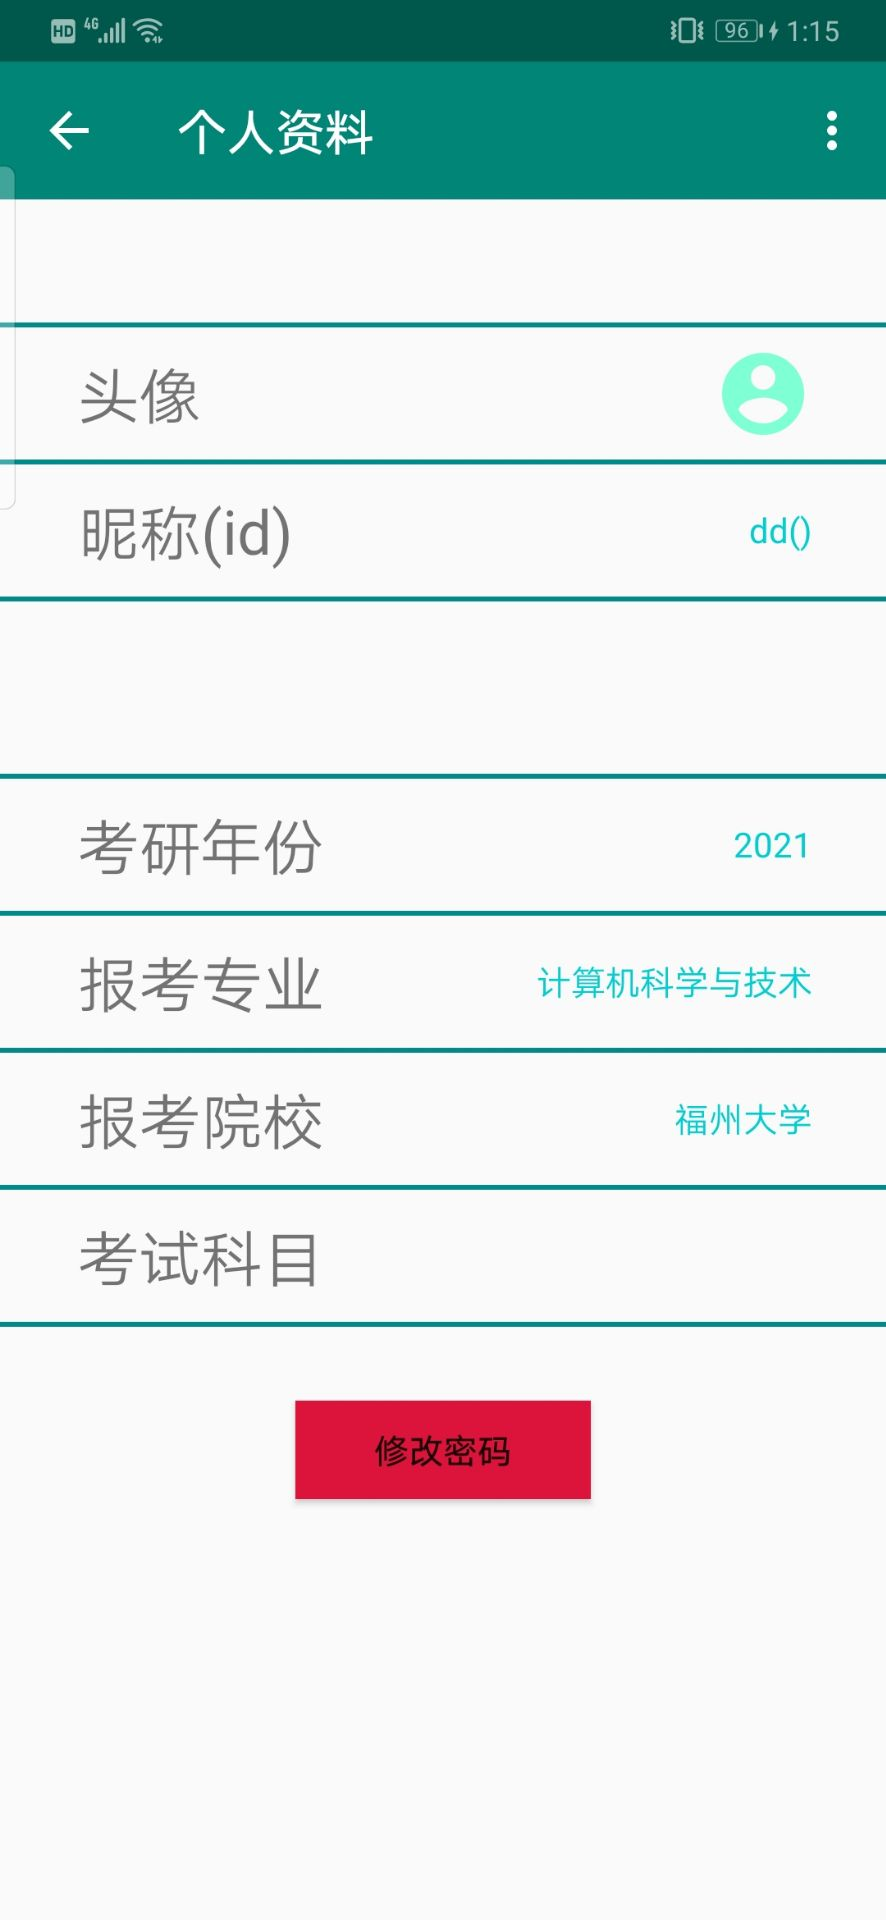 HD 4G 96 1:15
个人资料
头像
昵称(id) dd()
考研年份 2021
报考专业 计算机科学与技术
报考院校 福州大学
考试科目
修改密码